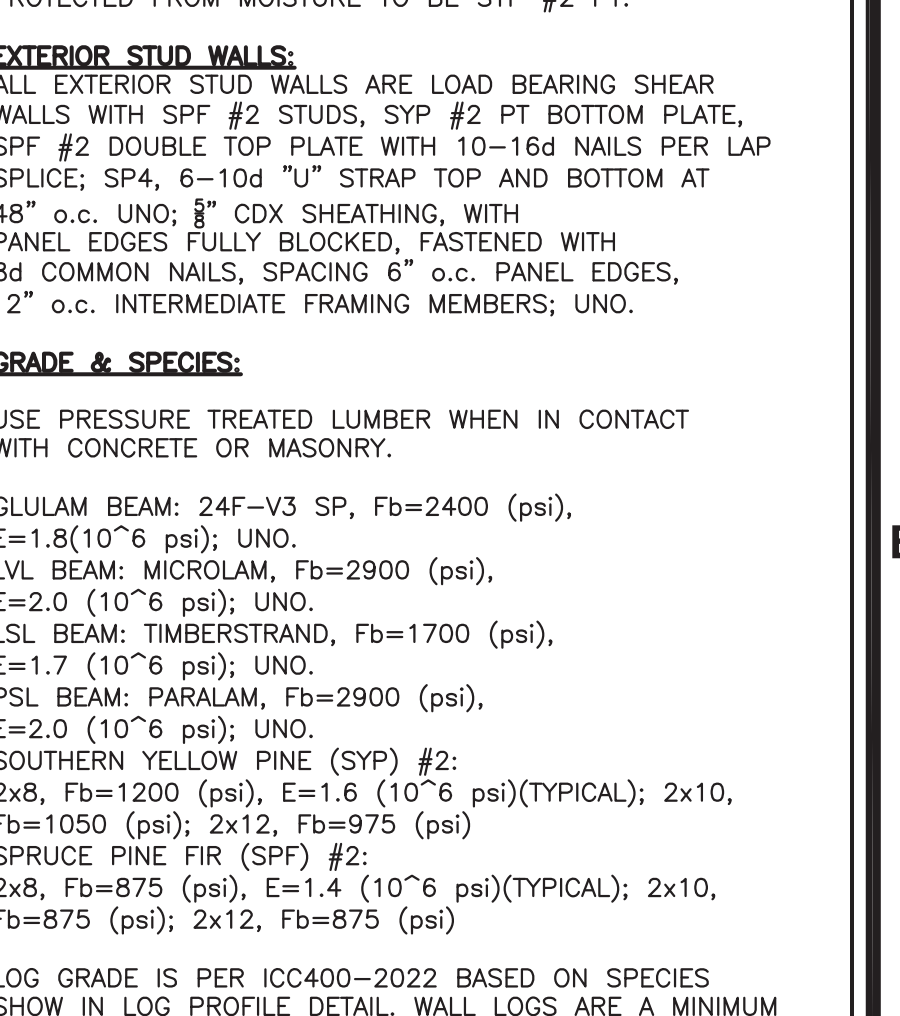 PROTECTED FROM MOISTURE TO BE SYP #2 PT.
EXTERIOR STUD WALLS:
ALL EXTERIOR STUD WALLS ARE LOAD BEARING SHEAR
WALLS WITH SPF #2 STUDS, SYP #2 PT BOTTOM PLATE,
SPF #2 DOUBLE TOP PLATE WITH 10-16d NAILS PER LAP
SPLICE; SP4, 6-10d "U" STRAP TOP AND BOTTOM AT
48" o.c. UNO; 5/8" CDX SHEATHING, WITH
PANEL EDGES FULLY BLOCKED, FASTENED WITH
8d COMMON NAILS, SPACING 6" o.c. PANEL EDGES,
12" o.c. INTERMEDIATE FRAMING MEMBERS; UNO.
GRADE & SPECIES:
USE PRESSURE TREATED LUMBER WHEN IN CONTACT
WITH CONCRETE OR MASONRY.
GLULAM BEAM: 24F-V3 SP, Fb=2400 (psi),
E=1.8(10^6 psi); UNO.
LVL BEAM: MICROLAM, Fb=2900 (psi),
E=2.0 (10^6 psi); UNO.
LSL BEAM: TIMBERSTRAND, Fb=1700 (psi),
E=1.7 (10^6 psi); UNO.
PSL BEAM: PARALAM, Fb=2900 (psi),
E=2.0 (10^6 psi); UNO.
SOUTHERN YELLOW PINE (SYP) #2:
2x8, Fb=1200 (psi), E=1.6 (10^6 psi)(TYPICAL); 2x10,
Fb=1050 (psi); 2x12, Fb=975 (psi)
SPRUCE PINE FIR (SPF) #2:
2x8, Fb=875 (psi), E=1.4 (10^6 psi)(TYPICAL); 2x10,
Fb=875 (psi); 2x12, Fb=875 (psi)
LOG GRADE IS PER ICC400-2022 BASED ON SPECIES
SHOW IN LOG PROFILE DETAIL. WALL LOGS ARE A MINIMUM